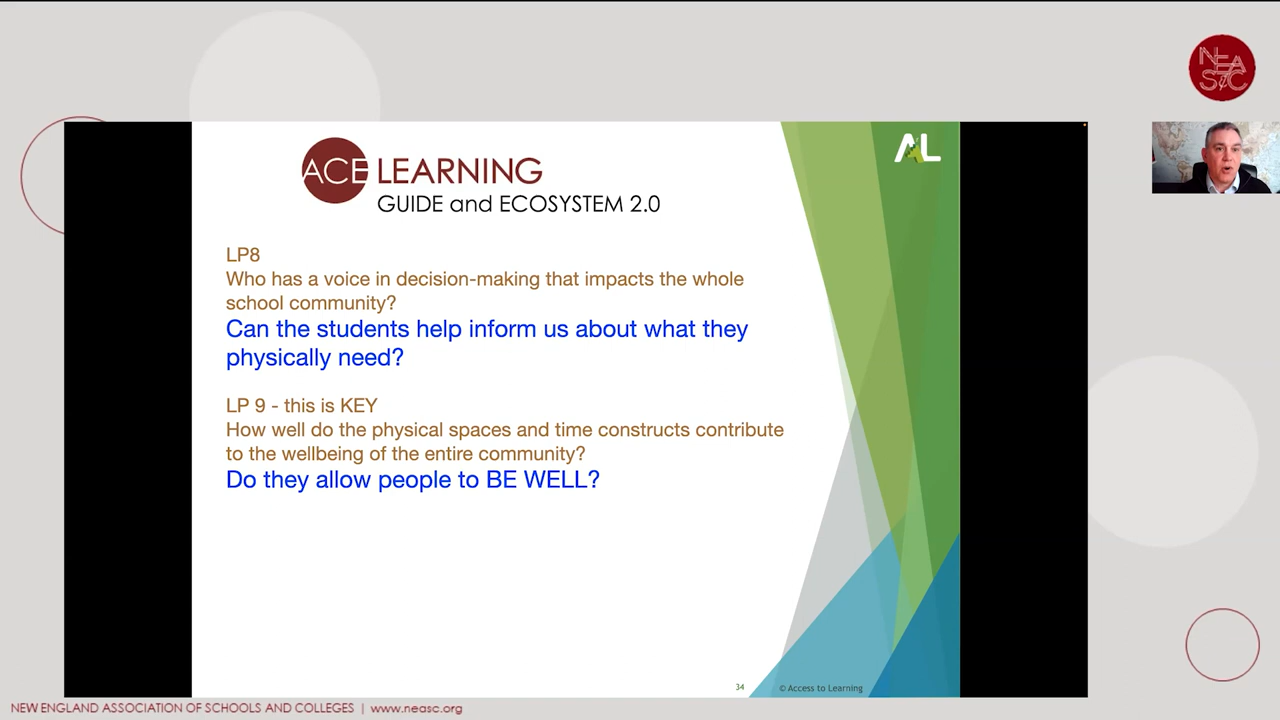 NEASC
ACE LEARNING
GUIDE and ECOSYSTEM 2.0
AL
LP8
Who has a voice in decision-making that impacts the whole
school community?
Can the students help inform us about what they
physically need?
LP 9 - this is KEY
How well do the physical spaces and time constructs contribute
to the wellbeing of the entire community?
Do they allow people to BE WELL?
34 © Access to Learning
NEW ENGLAND ASSOCIATION OF SCHOOLS AND COLLEGES | www.neasc.org